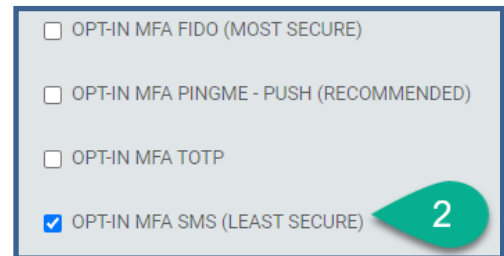 OPT-IN MFA FIDO (MOST SECURE)
OPT-IN MFA PINGME - PUSH (RECOMMENDED)
OPT-IN MFA TOTP
OPT-IN MFA SMS (LEAST SECURE) 2